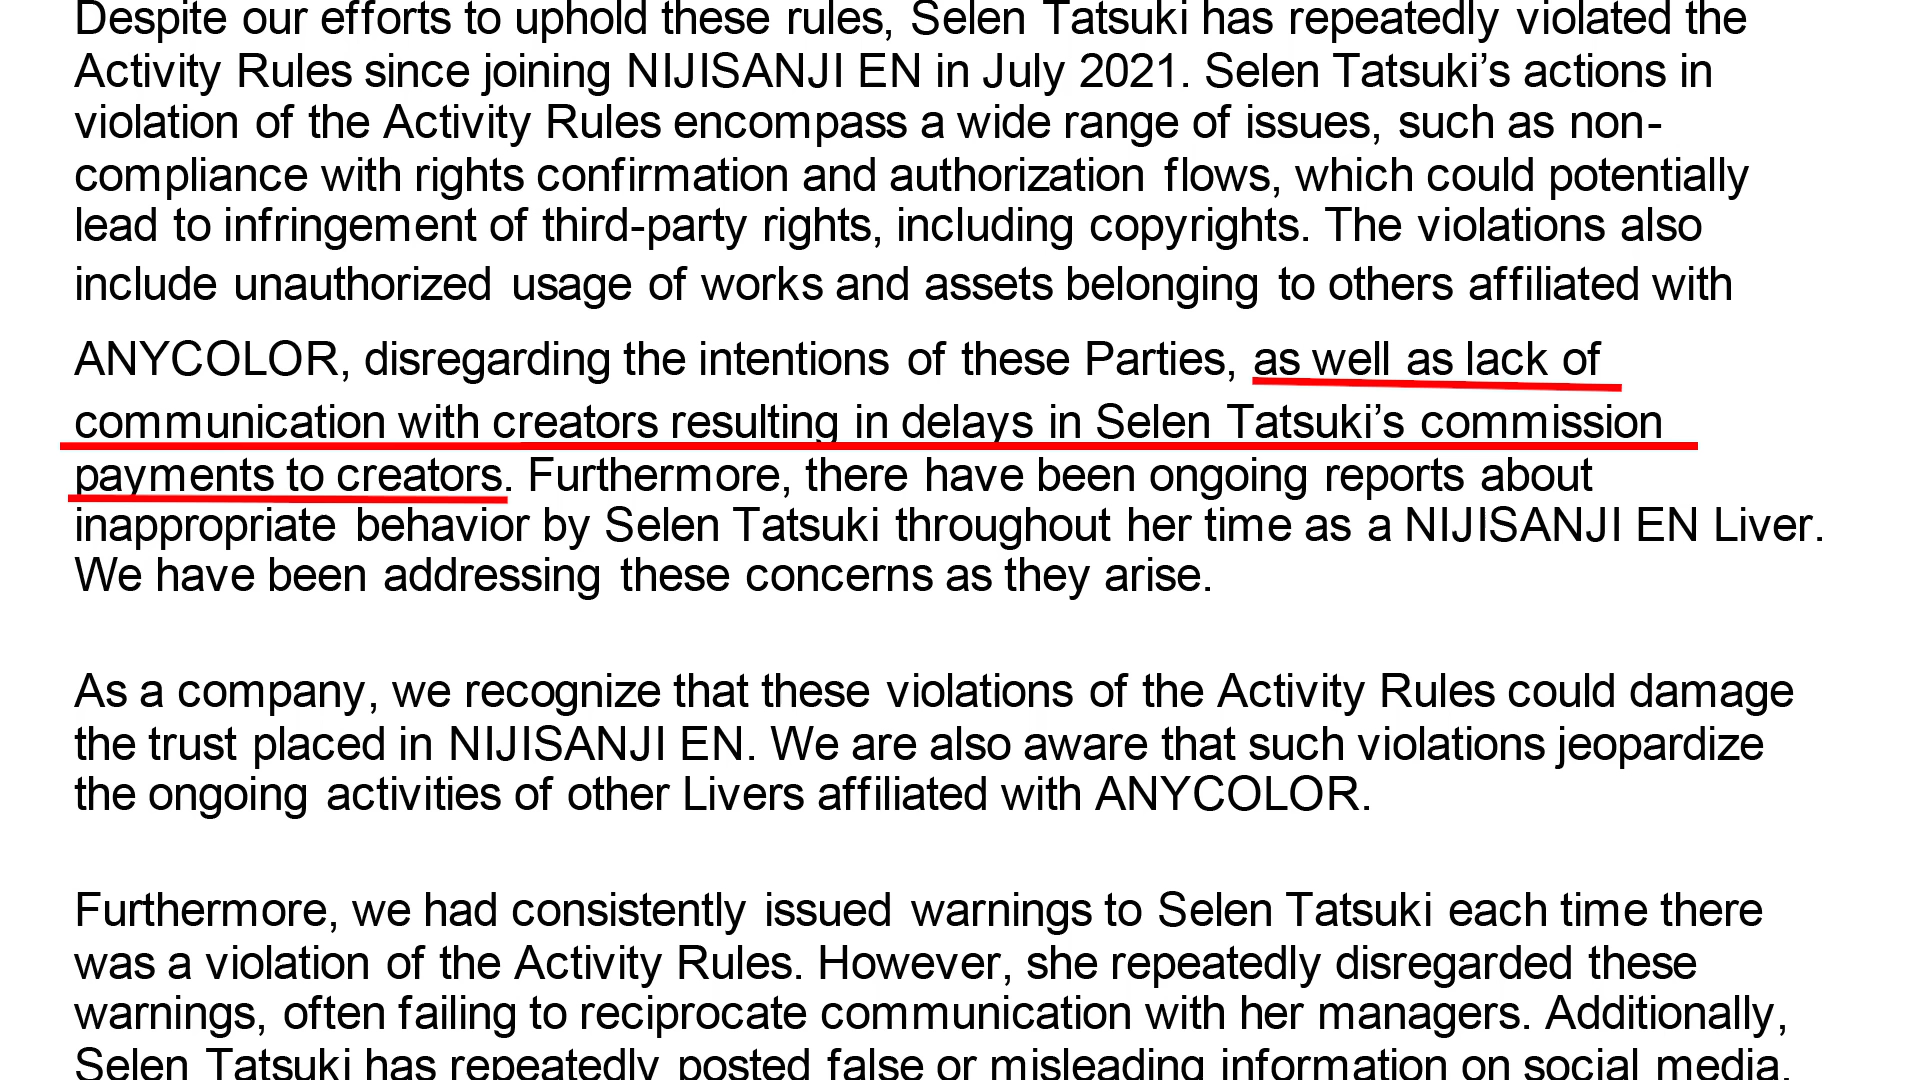 Despite our efforts to uphold these rules, Selen Tatsuki has repeatedly violated the
Activity Rules since joining NIJISANJI EN in July 2021. Selen Tatsuki’s actions in
violation of the Activity Rules encompass a wide range of issues, such as non-
compliance with rights confirmation and authorization flows, which could potentially
lead to infringement of third-party rights, including copyrights. The violations also
include unauthorized usage of works and assets belonging to others affiliated with
ANYCOLOR, disregarding the intentions of these Parties, as well as lack of
communication with creators resulting in delays in Selen Tatsuki’s commission
payments to creators. Furthermore, there have been ongoing reports about
inappropriate behavior by Selen Tatsuki throughout her time as a NIJISANJI EN Liver.
We have been addressing these concerns as they arise.
As a company, we recognize that these violations of the Activity Rules could damage
the trust placed in NIJISANJI EN. We are also aware that such violations jeopardize
the ongoing activities of other Livers affiliated with ANYCOLOR.
Furthermore, we had consistently issued warnings to Selen Tatsuki each time there
was a violation of the Activity Rules. However, she repeatedly disregarded these
warnings, often failing to reciprocate communication with her managers. Additionally,
Selen Tatsuki has repeatedly posted false or misleading information on social media,